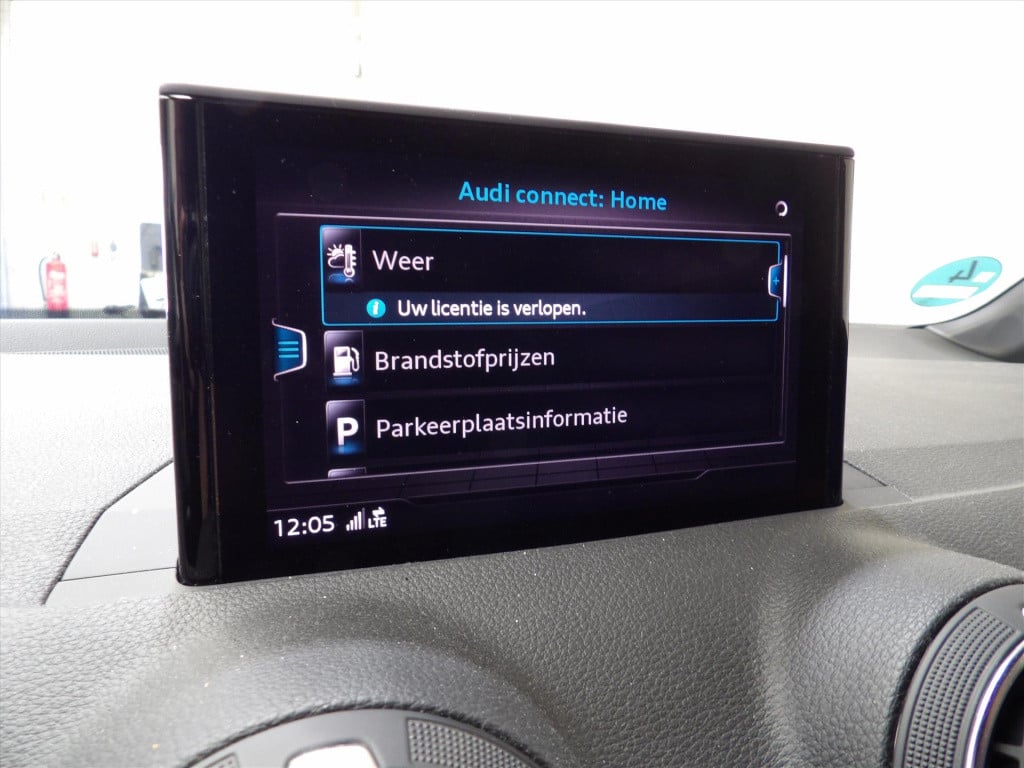 Audi connect: Home
Weer
Uw licentie is verlopen.
Brandstofprijzen
P Parkeerplaatsinformatie
12:05 LTE